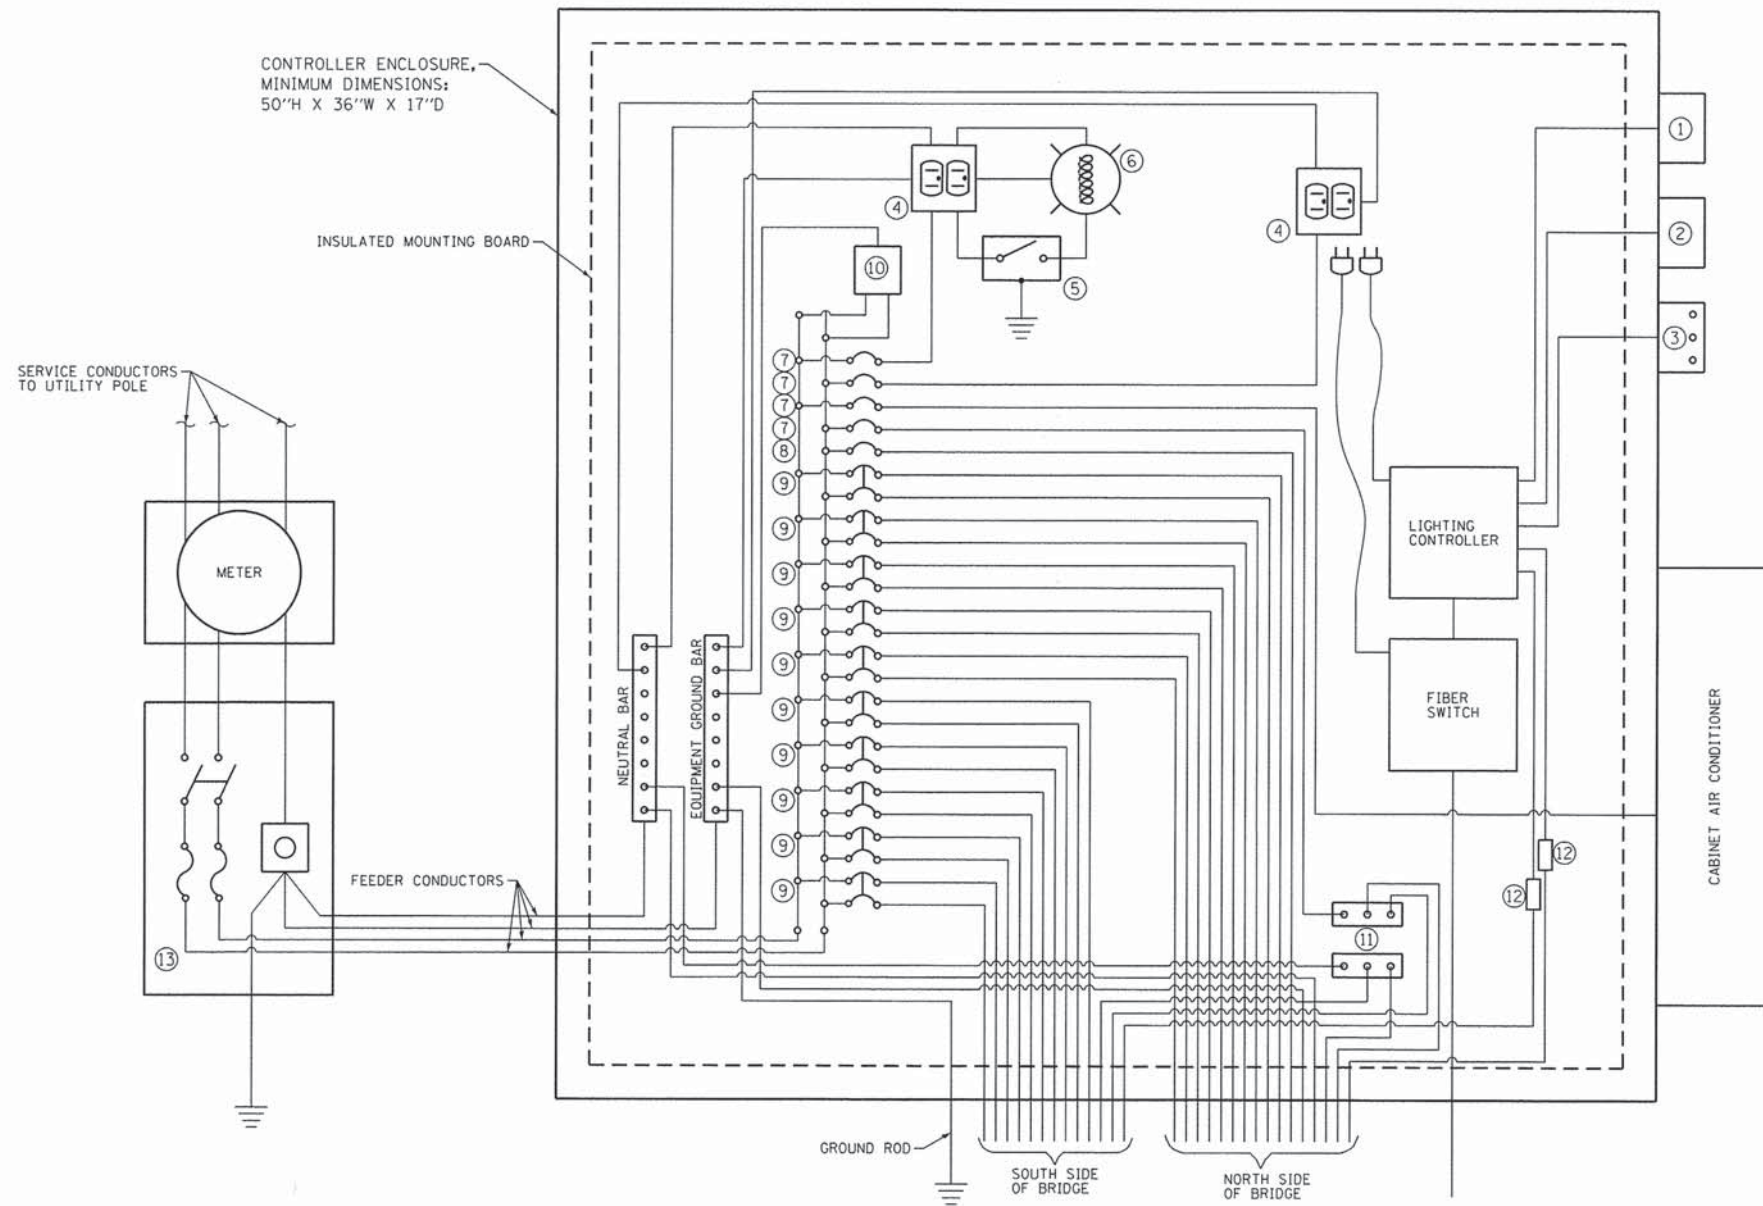 CONTROLLER ENCLOSURE,
MINIMUM DIMENSIONS:
50"H X 36"W X 17"D
INSULATED MOUNTING BOARD
SERVICE CONDUCTORS
TO UTILITY POLE
METER
13
FEEDER CONDUCTORS
NEUTRAL BAR
EQUIPMENT GROUND BAR
4
6
5
10
4
1
2
3
7
7
7
7
8
9
9
9
9
9
9
9
9
9
9
LIGHTING
CONTROLLER
FIBER
SWITCH
CABINET AIR CONDITIONER
12
12
11
GROUND ROD
SOUTH SIDE
OF BRIDGE
NORTH SIDE
OF BRIDGE